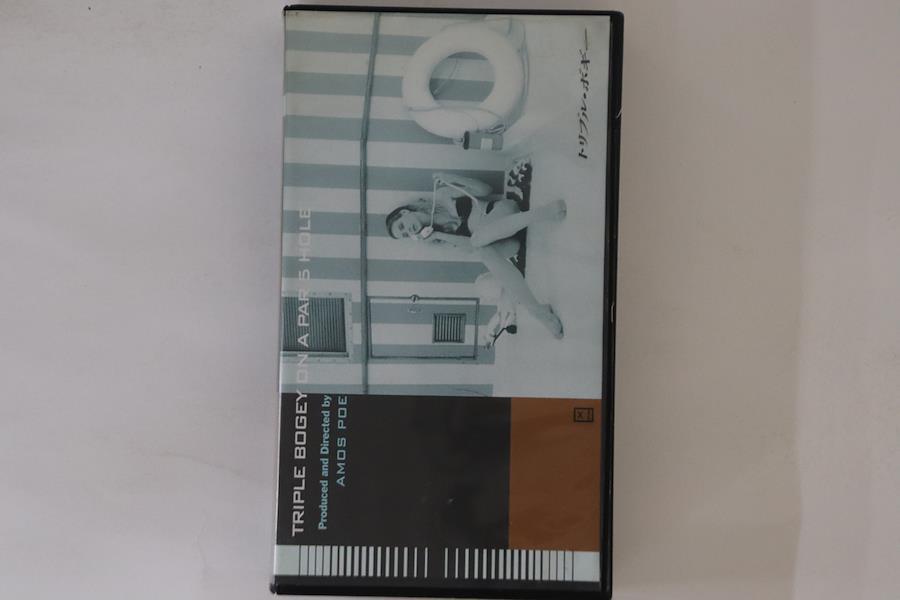 TRIPLE BOGEY ON A PAR 5 HOLE
Produced and Directed by
AMOS POE
トリプル・ボギー